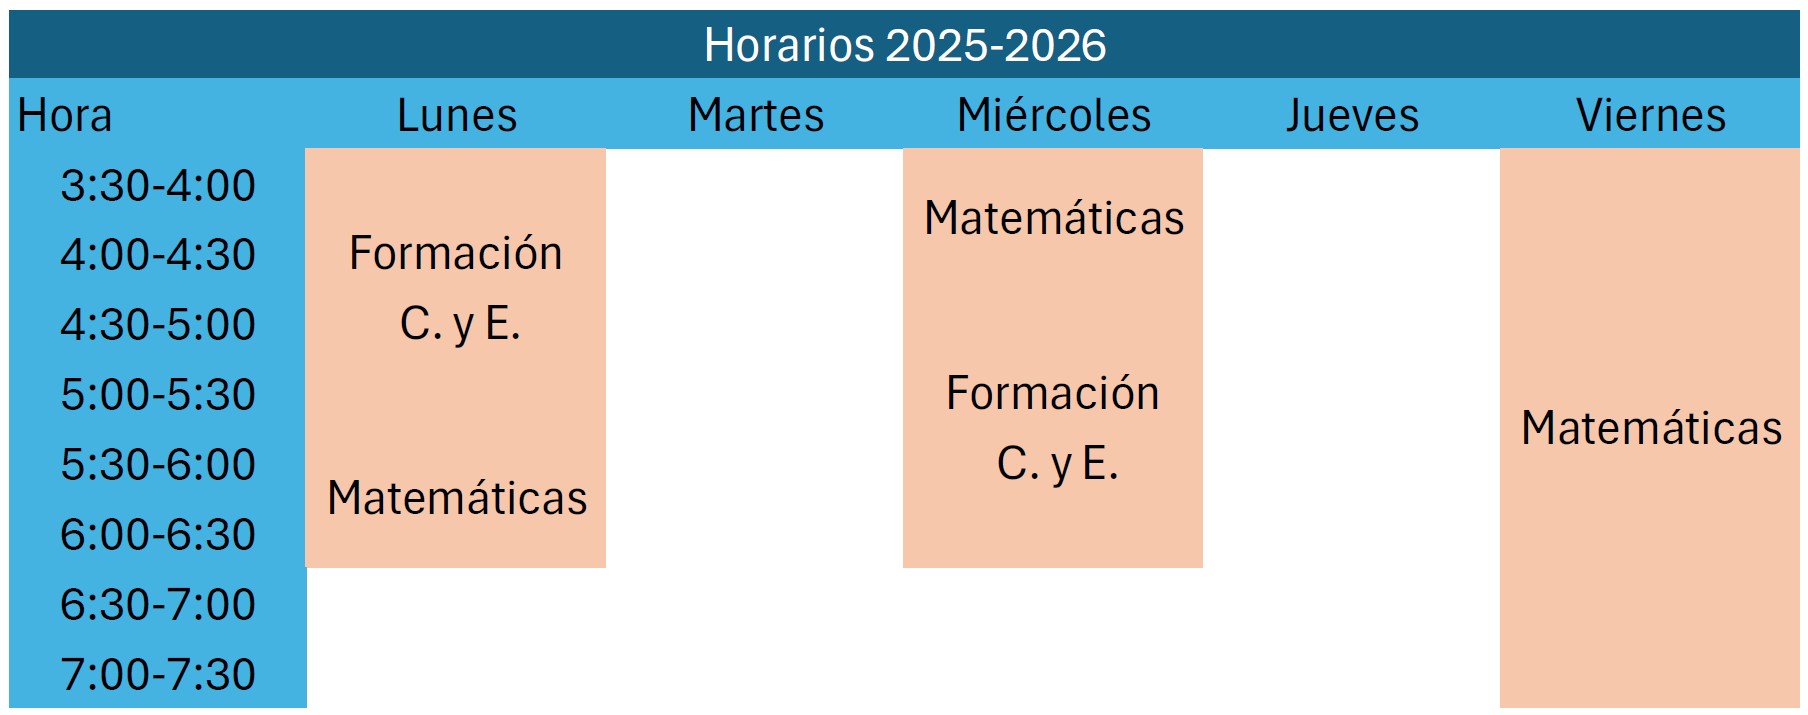 Horarios 2025-2026
Hora Lunes Martes Miércoles Jueves Viernes
3:30-4:00
Matemáticas
4:00-4:30 Formación
4:30-5:00 C. y E.
5:00-5:30 Formación
Matemáticas
5:30-6:00 C. y E.
Matemáticas
6:00-6:30
6:30-7:00
7:00-7:30